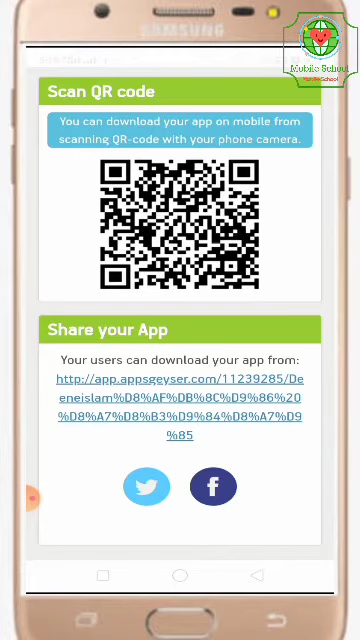 SAMSUNG
Mobile School
MobileSchool
Scan QR code
You can download your app on mobile from
scanning QR-code with your phone camera.
Share your App
Your users can download your app from:
http://app.appsgeyser.com/11239285/De
eneislam%D8%AF%DB%8C%D9%86%20
%D8%A7%D8%B3%D9%84%D8%A7%D9
%85